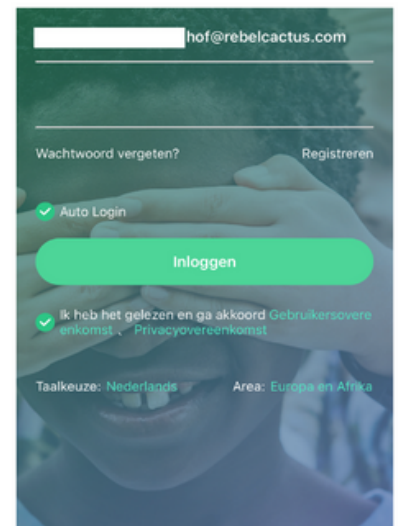 hof@rebelcactus.com
Wachtwoord vergeten?
Registreren
Auto Login
Inloggen
Ik heb het gelezen en ga akkoord Gebruikersovere
enkomst 、 Privacyovereenkomst
Taalkeuze: Nederlands
Area: Europa en Afrika